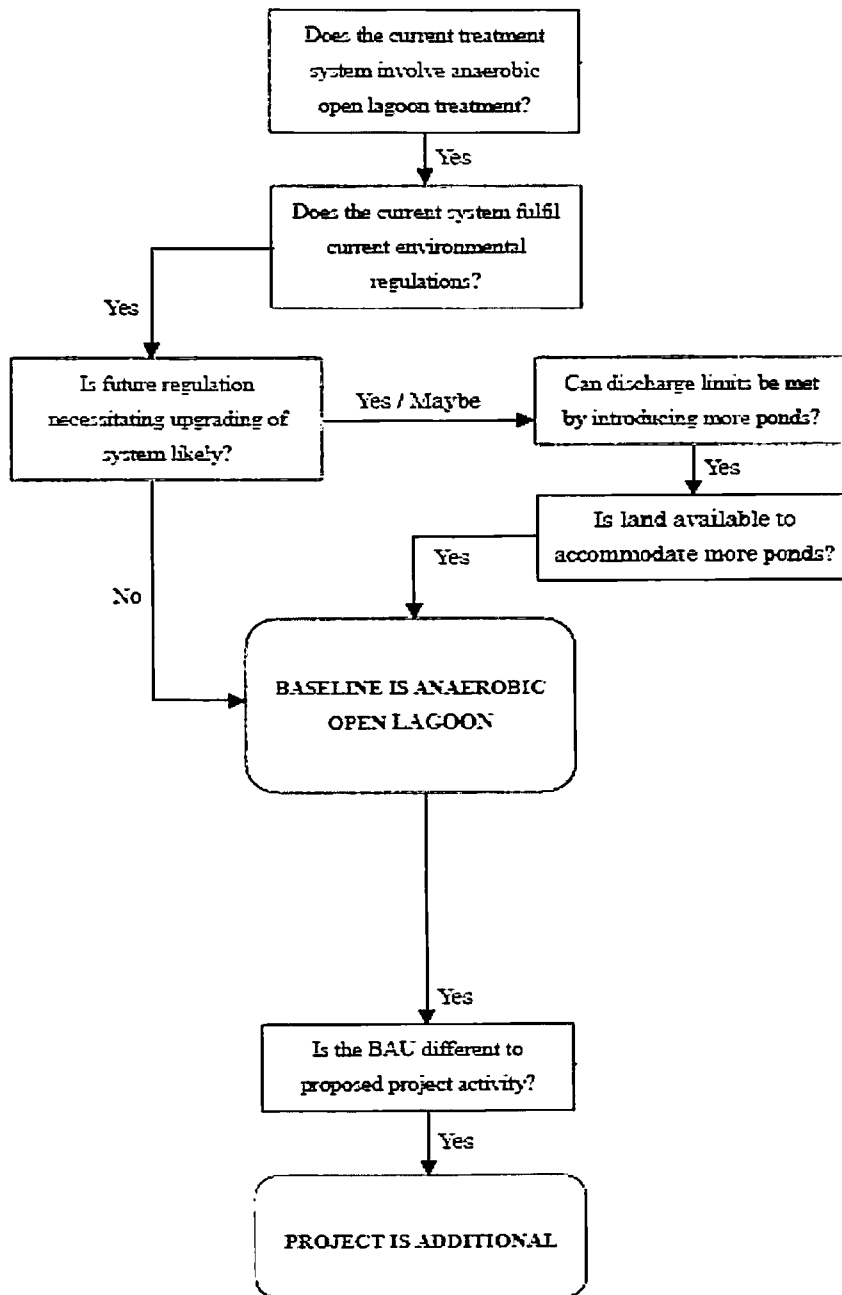 Does the current treatment
system involve anaerobic
open lagoon treatment?
Yes
Does the current system fulfil
current environmental
regulations?
Yes
Is future regulation
necessitating upgrading of
system likely?
Yes / Maybe
Can discharge limits be met
by introducing more ponds?
Yes
Is land available to
accommodate more ponds?
Yes
No
BASELINE IS ANAEROBIC
OPEN LAGOON
Yes
Is the BAU different to
proposed project activity?
Yes
PROJECT IS ADDITIONAL